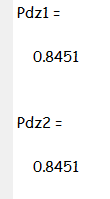 Pdz1 =
0.8451
Pdz2 =
0.8451